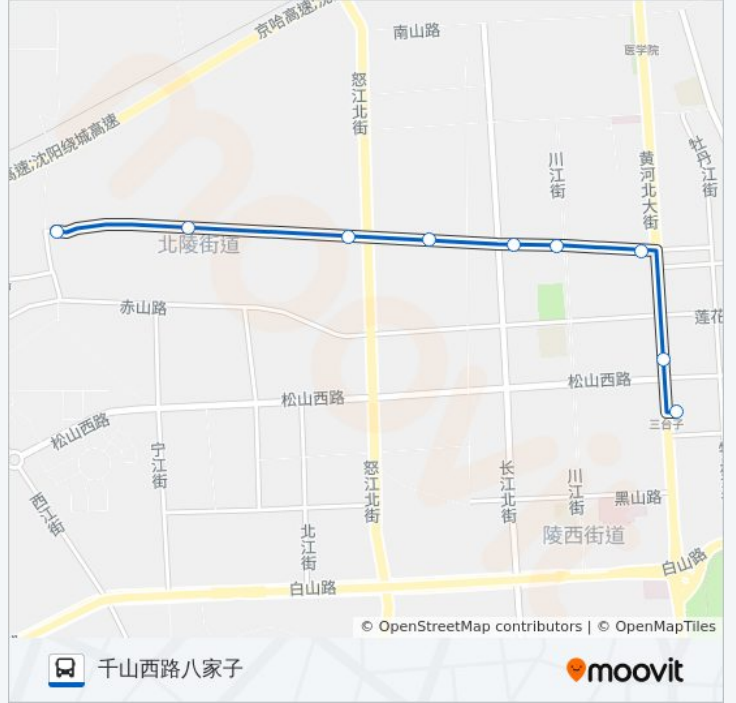 京哈高速;沈
南山路
医学院
怒江北街
高速;沈阳绕城高速
川江街
黄河北大街
牡丹江街
北陵街道
赤山路
莲花
松山西路
松山西路
三台子
松山西路
宁江街
怒江北街
长江北街
川江街
黑山路
西江街
北江街
陵西街道
白山路
白山路
moovit
© OpenStreetMap contributors | © OpenMapTiles
千山西路八家子
moovit